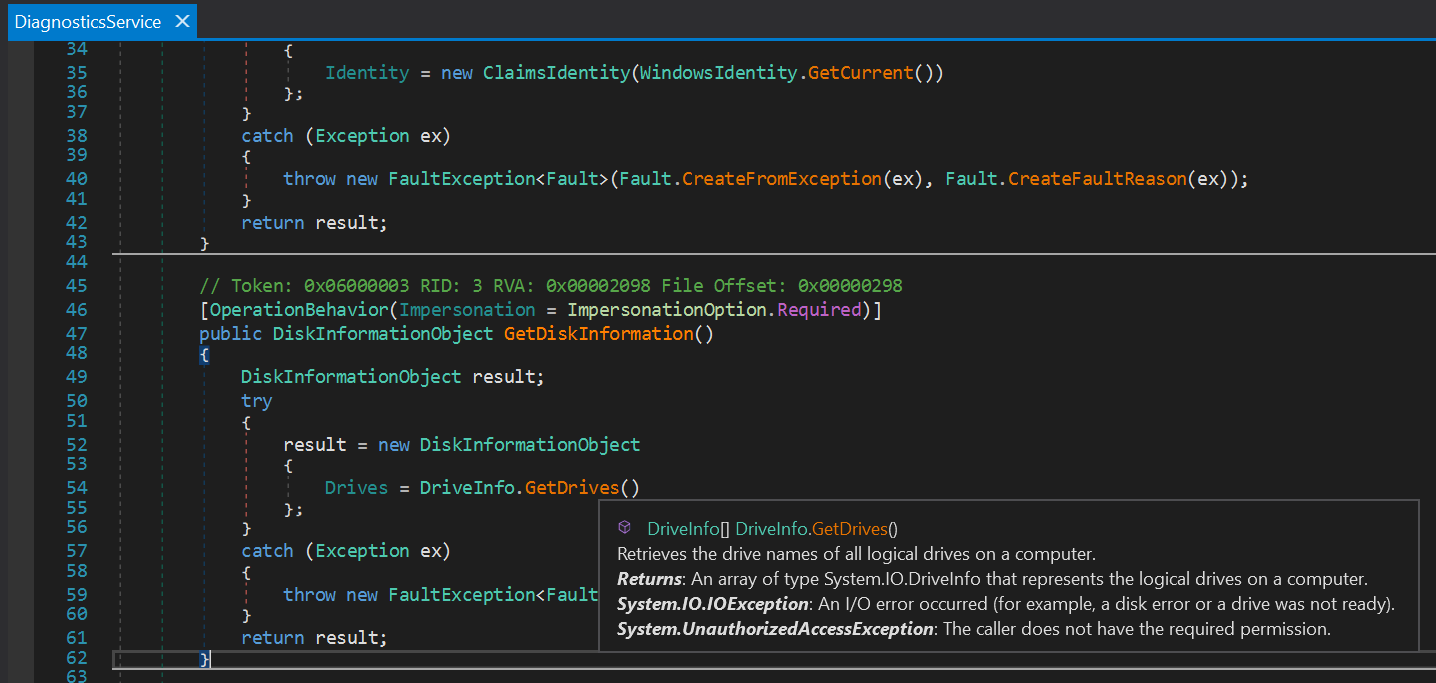 DiagnosticsService ✕
34 {
35 Identity = new ClaimsIdentity(WindowsIdentity.GetCurrent())
36 };
37 }
38 catch (Exception ex)
39 {
40 throw new FaultException<Fault>(Fault.CreateFromException(ex), Fault.CreateFaultReason(ex));
41 }
42 return result;
43 }
44
45 // Token: 0x06000003 RID: 3 RVA: 0x00002098 File Offset: 0x00000298
46 [OperationBehavior(Impersonation = ImpersonationOption.Required)]
47 public DiskInformationObject GetDiskInformation()
48 {
49 DiskInformationObject result;
50 try
51 {
52 result = new DiskInformationObject
53 {
54 Drives = DriveInfo.GetDrives()
55 };
56 }
57 catch (Exception ex)
58 {
59 throw new FaultException<Fault
60 }
61 return result;
62 }
63
DriveInfo[] DriveInfo.GetDrives()
Retrieves the drive names of all logical drives on a computer.
Returns: An array of type System.IO.DriveInfo that represents the logical drives on a computer.
System.IO.IOException: An I/O error occurred (for example, a disk error or a drive was not ready).
System.UnauthorizedAccessException: The caller does not have the required permission.